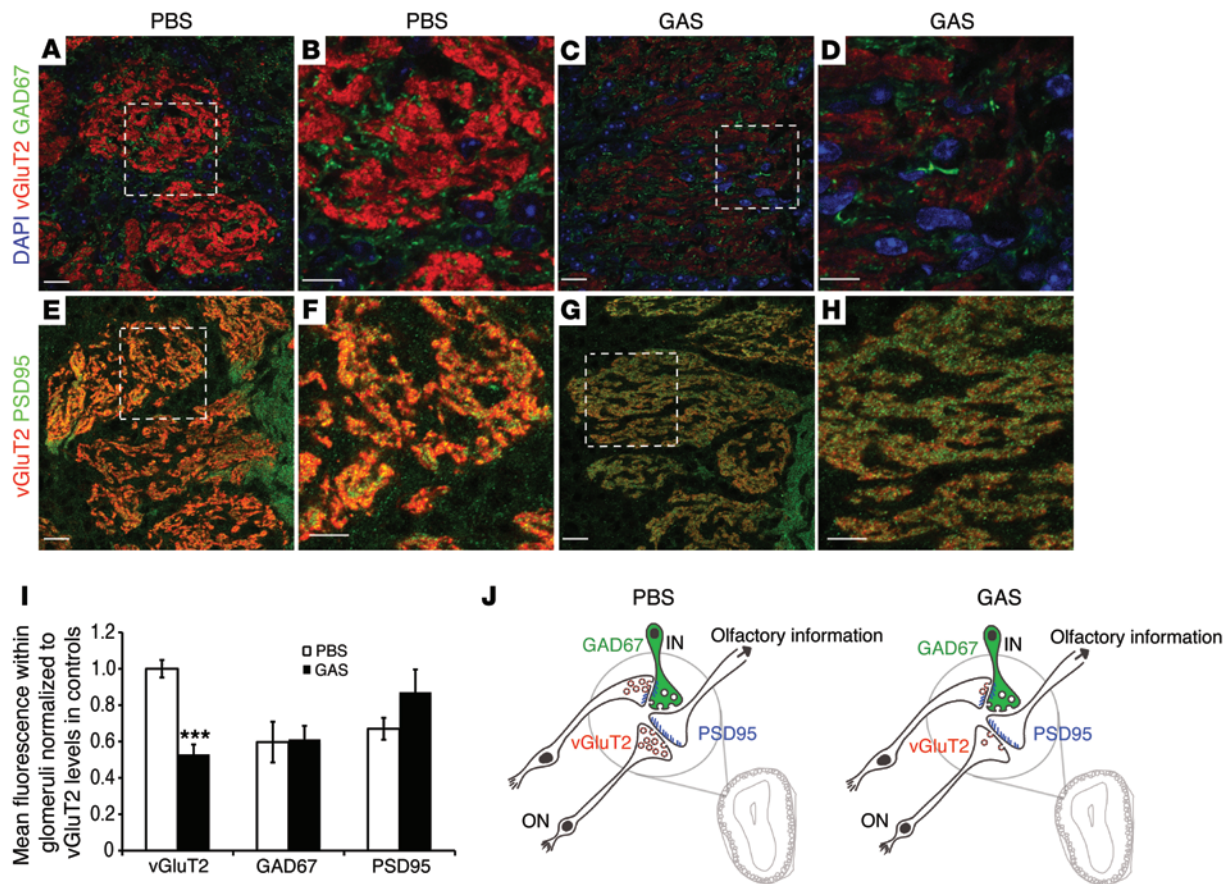 PBS PBS GAS GAS
A B C D
DAPI vGluT2 GAD67
E F G H
vGluT2 PSD95
I
Mean fluorescence within
glomeruli normalized to
vGluT2 levels in controls
1.2
1.0
0.8
0.6
0.4
0.2
0
PBS
GAS
***
vGluT2 GAD67 PSD95
J
PBS GAS
GAD67 IN Olfactory information
vGluT2 PSD95
ON
GAD67 IN Olfactory information
vGluT2 PSD95
ON